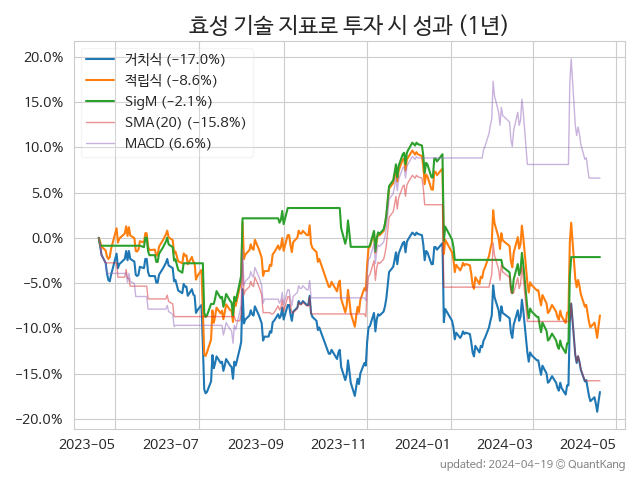 효성 기술 지표로 투자 시 성과 (1년)
거치식 (−17.0%)
적립식 (−8.6%)
SigM (−2.1%)
SMA(20) (−15.8%)
MACD (6.6%)
20.0%
15.0%
10.0%
5.0%
0.0%
−5.0%
−10.0%
−15.0%
−20.0%
2023−05 2023−07 2023−09 2023−11 2024−01 2024−03 2024−05
updated: 2024−04−19 © QuantKang